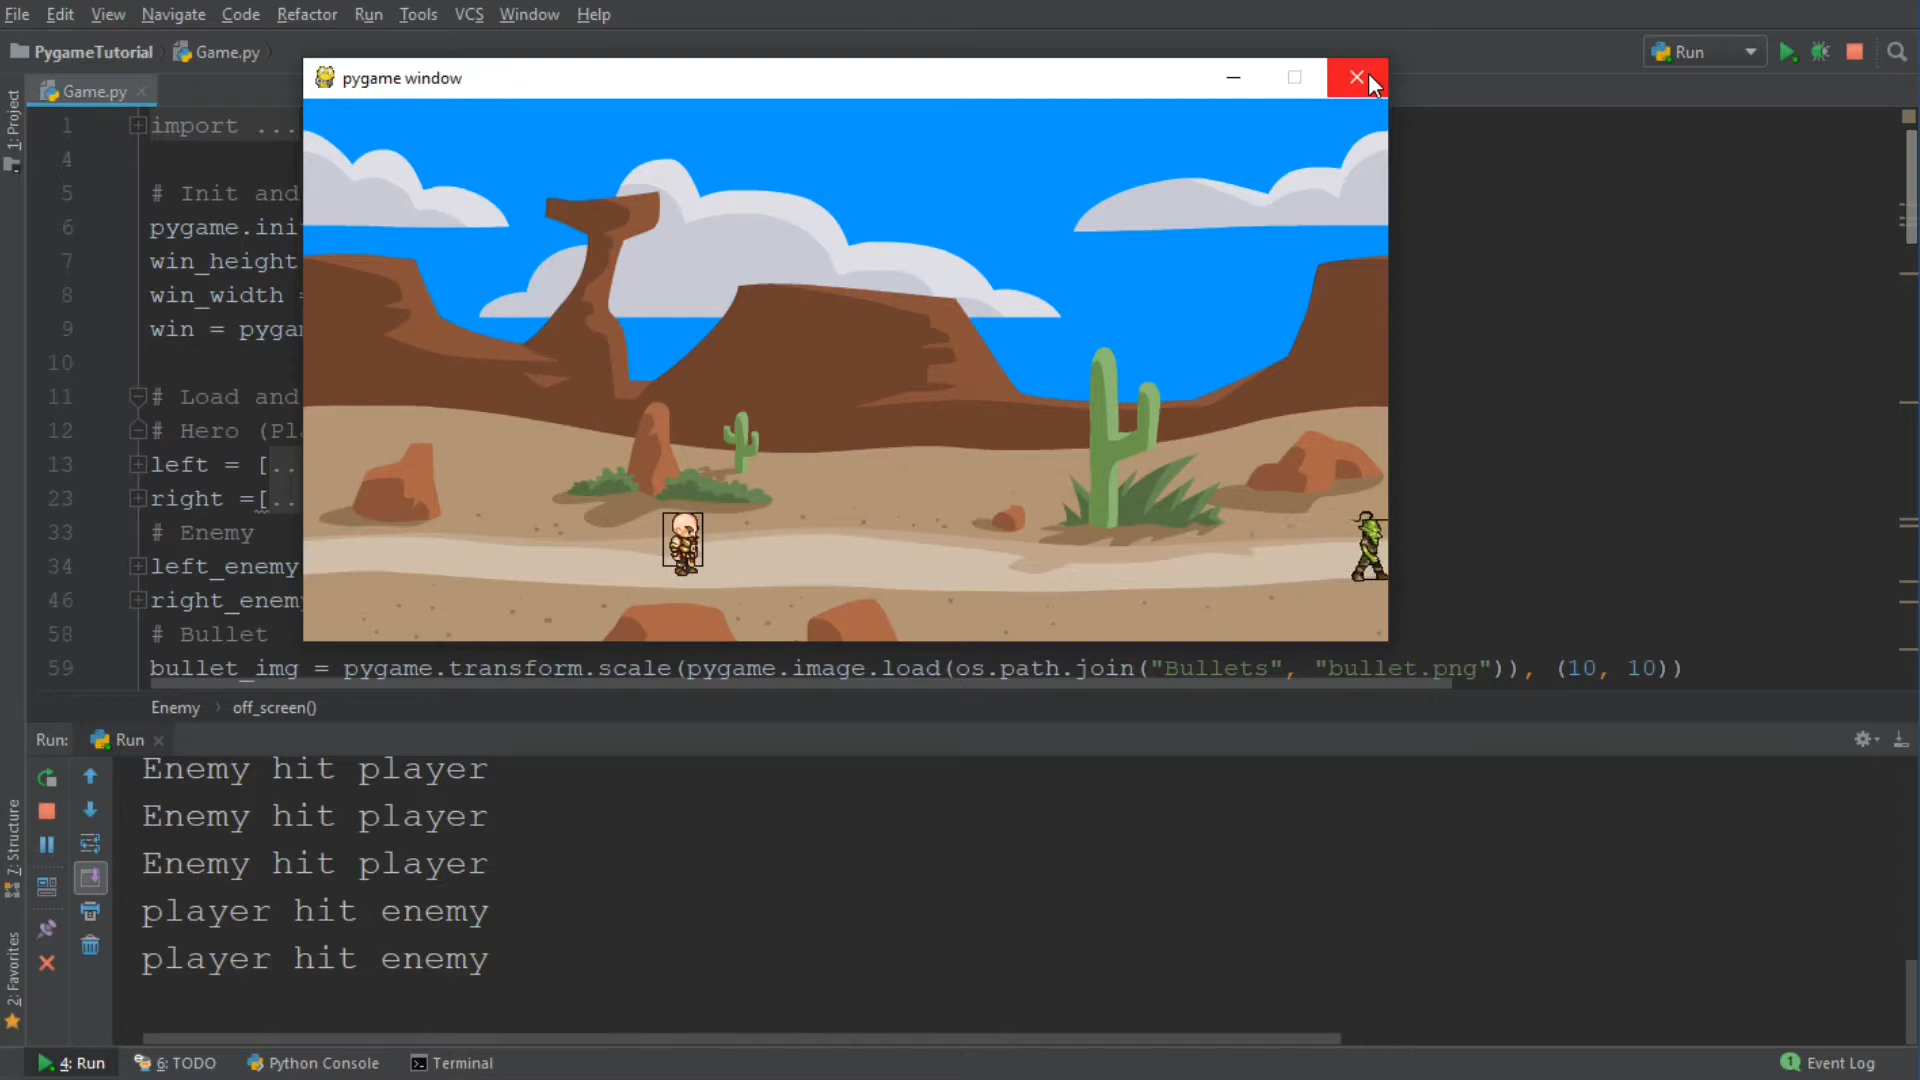 File Edit View Navigate Code Refactor Run Tools VCS Window Help
PygameTutorial Game.py Run
Game.py
pygame window
1: Project
1 import ...
4
5 # Init and
6 pygame.ini
7 win_height
8 win_width =
9 win = pygam
10
11 # Load and
12 # Hero (Pl
13 left = [..
23 right =[..
33 # Enemy
34 left_enemy
46 right_enem
58 # Bullet
59 bullet_img = pygame.transform.scale(pygame.image.load(os.path.join("Bullets", "bullet.png")), (10, 10))
Enemy off_screen()
Run: Run
Enemy hit player
Enemy hit player
Enemy hit player
player hit enemy
player hit enemy
7: Structure
2: Favorites
4: Run 6: TODO Python Console Terminal 1 Event Log